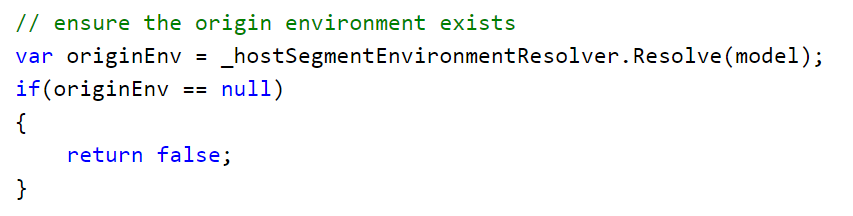 // ensure the origin environment exists
var originEnv = _hostSegmentEnvironmentResolver.Resolve(model);
if(originEnv == null)
{
    return false;
}